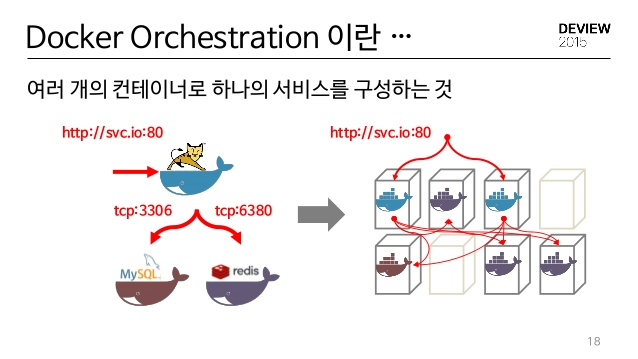 Docker Orchestration 이란 …
DEVIEW
2015
여러 개의 컨테이너로 하나의 서비스를 구성하는 것
http://svc.io:80
http://svc.io:80
tcp:3306
tcp:6380
MySQL
redis
18